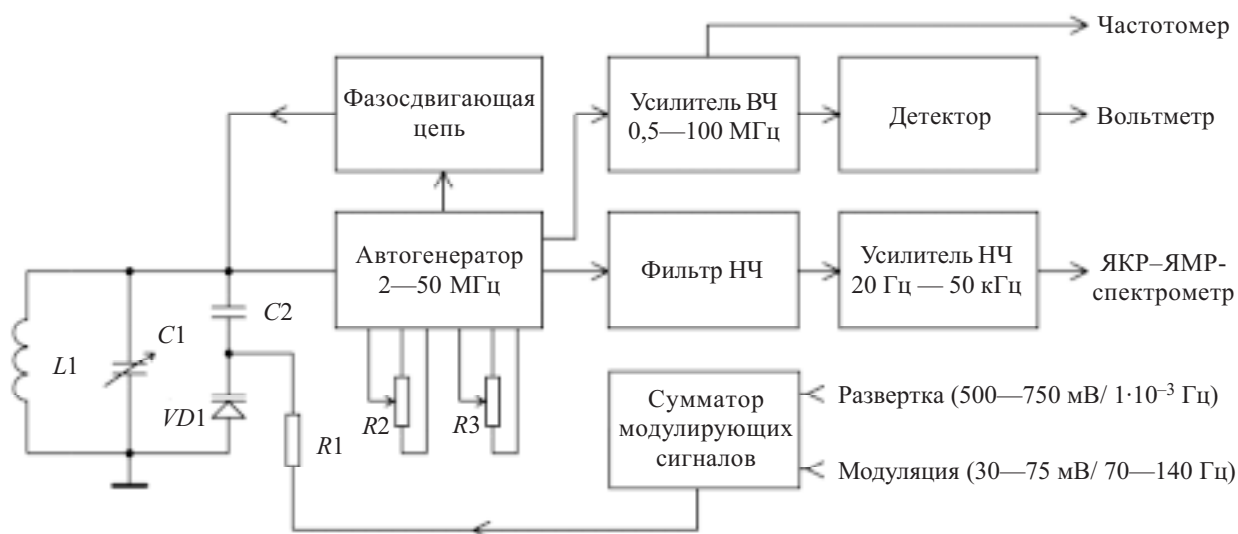 Частотомер
Фазосдвигающая
цепь
Усилитель ВЧ
0,5—100 МГц
Детектор
Вольтметр
Автогенератор
2—50 МГц
Фильтр НЧ
Усилитель НЧ
20 Гц — 50 кГц
ЯКР–ЯМР-
спектрометр
C2
C1
L1
VD1
R1
R2
R3
Сумматор
модулирующих
сигналов
Развертка (500—750 мВ/ 1·10⁻³ Гц)
Модуляция (30—75 мВ/ 70—140 Гц)